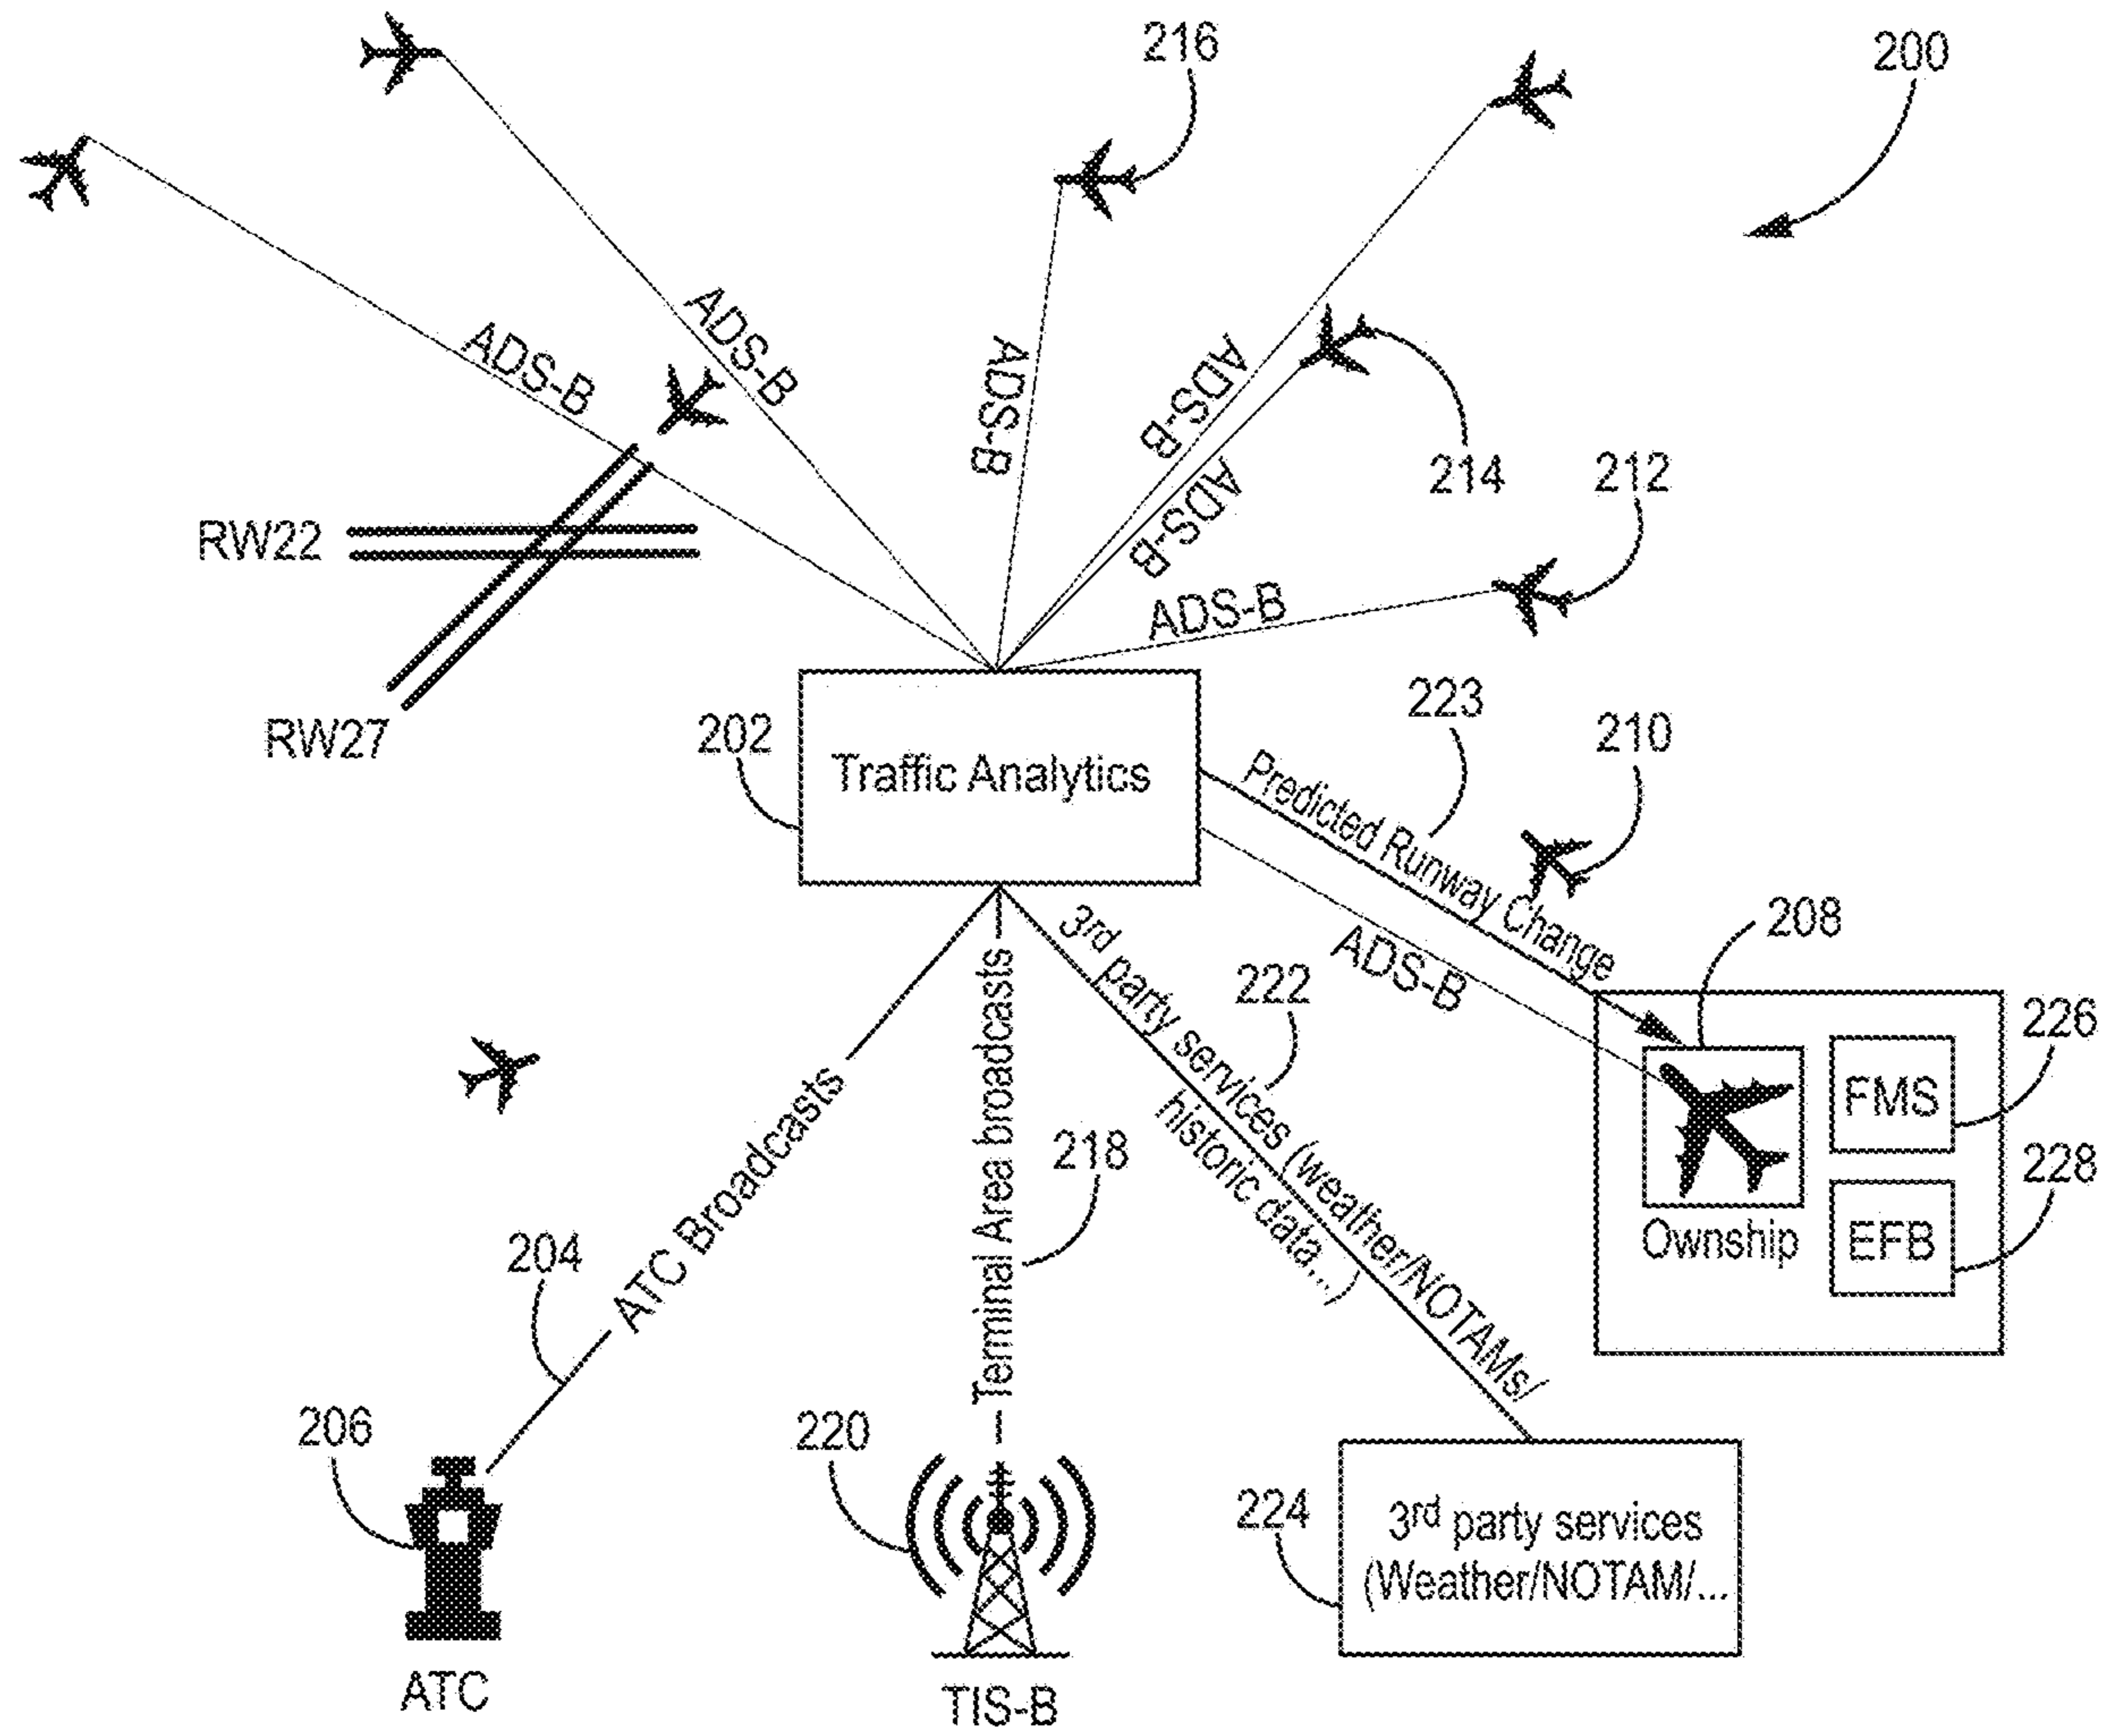 216
200
ADS-B
ADS-B
ADS-B
ADS-B
ADS-B
214
212
RW22
ADS-B
RW27
202
Traffic Analytics
223
210
Predicted Runway Change
208
ADS-B
3rd party services (weather/NOTAMs/
historic data...)
222
226
FMS
228
EFB
Ownship
Terminal Area broadcasts
218
ATC Broadcasts
204
206
220
224
3rd party services
(Weather/NOTAM/...
ATC
TIS-B